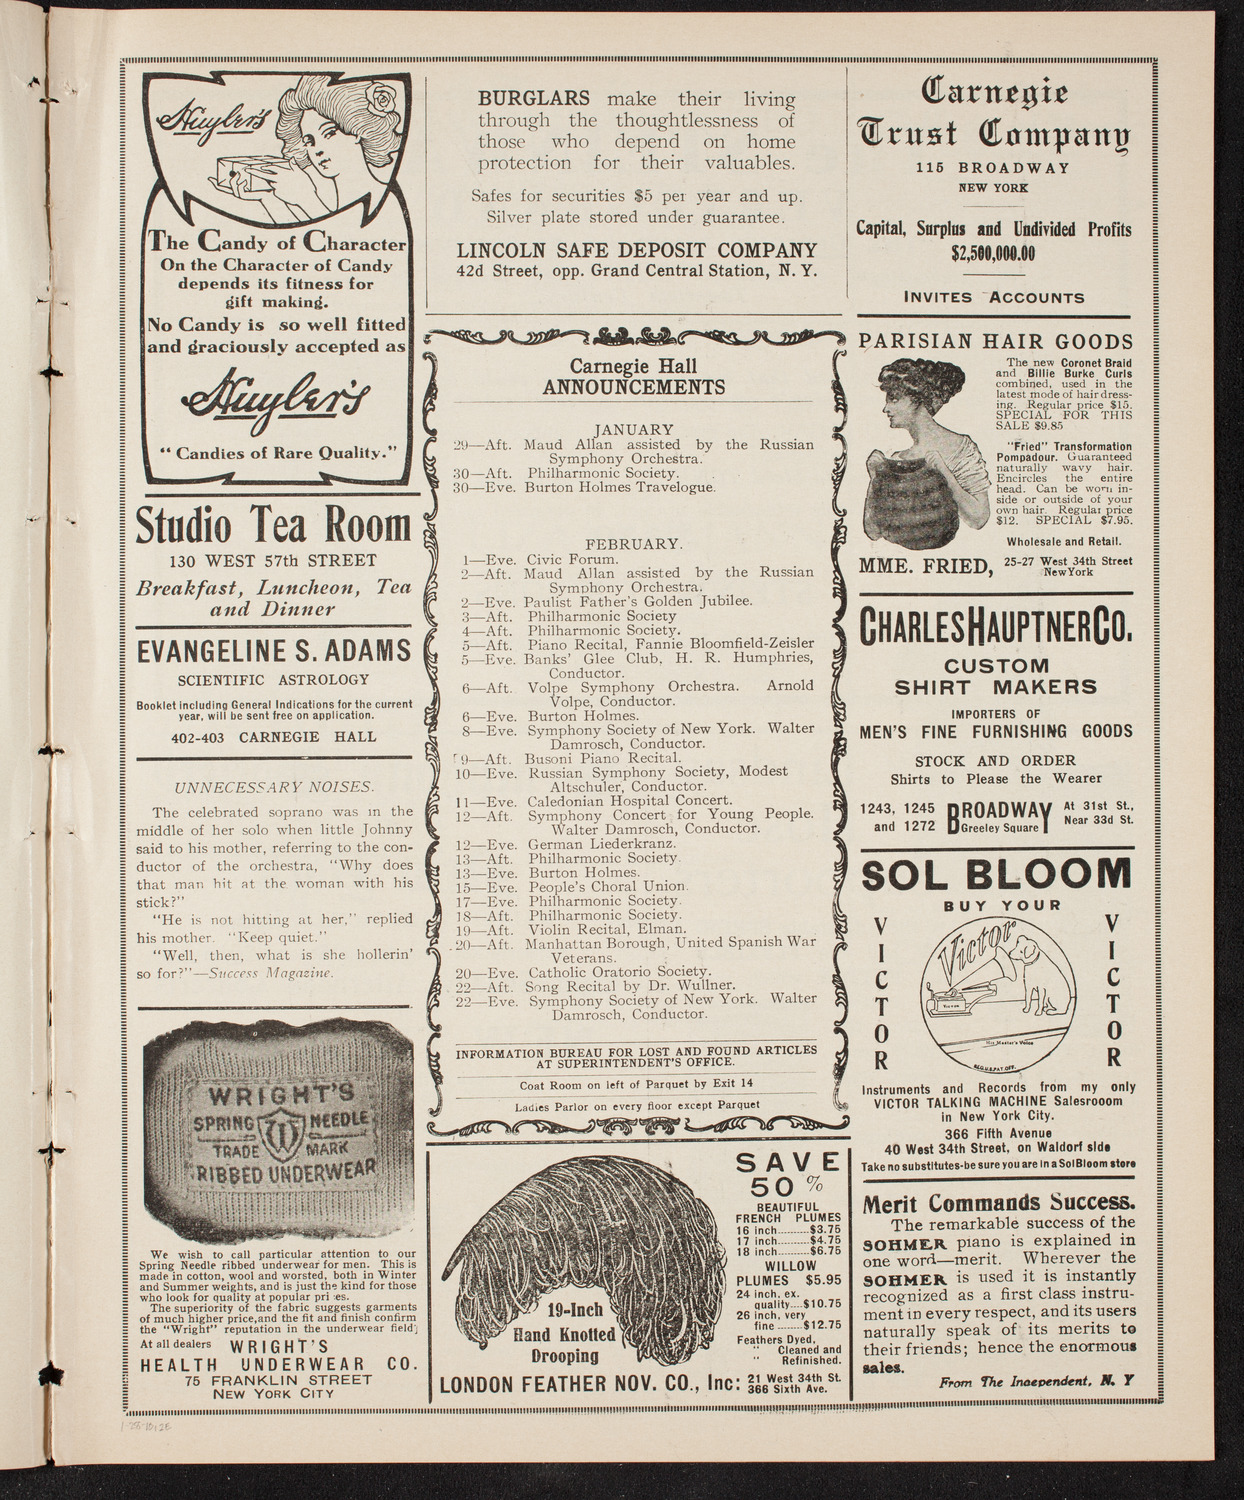 Huyler's
The Candy of Character
On the Character of Candy
depends its fitness for
gift making.
No Candy is so well fitted
and graciously accepted as
Huyler's
"Candies of Rare Quality."
Studio Tea Room
130 WEST 57th STREET
Breakfast, Luncheon, Tea
and Dinner
EVANGELINE S. ADAMS
SCIENTIFIC ASTROLOGY
Booklet including General Indications for the current
year, will be sent free on application.
402-403 CARNEGIE HALL
UNNECESSARY NOISES.
The celebrated soprano was in the
middle of her solo when little Johnny
said to his mother, referring to the con-
ductor of the orchestra, "Why does
that man hit at the woman with his
stick?"
"He is not hitting at her," replied
his mother. "Keep quiet."
"Well, then, what is she hollerin'
so for?"—Success Magazine.
WRIGHT'S
SPRING NEEDLE
TRADE MARK
RIBBED UNDERWEAR
We wish to call particular attention to our
Spring Needle ribbed underwear for men. This is
made in cotton, wool and worsted, both in Winter
and Summer weights, and is just the kind for those
who look for quality at popular pri es.
The superiority of the fabric suggests garments
of much higher price, and the fit and finish confirm
the "Wright" reputation in the underwear field
At all dealers WRIGHT'S
HEALTH UNDERWEAR CO.
75 FRANKLIN STREET
NEW YORK CITY
BURGLARS make their living
through the thoughtlessness of
those who depend on home
protection for their valuables.
Safes for securities $5 per year and up.
Silver plate stored under guarantee.
LINCOLN SAFE DEPOSIT COMPANY
42d Street, opp. Grand Central Station, N. Y.
Carnegie Hall
ANNOUNCEMENTS
JANUARY
29—Aft. Maud Allan assisted by the Russian
Symphony Orchestra.
30—Aft. Philharmonic Society.
30—Eve. Burton Holmes Travelogue.
FEBRUARY.
1—Eve. Civic Forum.
2—Aft. Maud Allan assisted by the Russian
Symphony Orchestra.
2—Eve. Paulist Father's Golden Jubilee.
3—Aft. Philharmonic Society
4—Aft. Philharmonic Society.
5—Aft. Piano Recital, Fannie Bloomfield-Zeisler
5—Eve. Banks' Glee Club, H. R. Humphries,
Conductor.
6—Aft. Volpe Symphony Orchestra. Arnold
Volpe, Conductor.
6—Eve. Burton Holmes.
8—Eve. Symphony Society of New York. Walter
Damrosch, Conductor.
9—Aft. Busoni Piano Recital.
10—Eve. Russian Symphony Society, Modest
Altschuler, Conductor.
11—Eve. Caledonian Hospital Concert.
12—Aft. Symphony Concert for Young People.
Walter Damrosch, Conductor.
12—Eve. German Liederkranz.
13—Aft. Philharmonic Society.
13—Eve. Burton Holmes.
15—Eve. People's Choral Union.
17—Eve. Philharmonic Society.
18—Aft. Philharmonic Society.
19—Aft. Violin Recital, Elman.
20—Aft. Manhattan Borough, United Spanish War
Veterans.
20—Eve. Catholic Oratorio Society.
22—Aft. Song Recital by Dr. Wullner.
22—Eve. Symphony Society of New York. Walter
Damrosch, Conductor.
INFORMATION BUREAU FOR LOST AND FOUND ARTICLES
AT SUPERINTENDENT'S OFFICE.
Coat Room on left of Parquet by Exit 14
Ladies Parlor on every floor except Parquet
19-Inch
Hand Knotted
Drooping
SAVE
50%
BEAUTIFUL
FRENCH PLUMES
16 inch..........$3.75
17 inch..........$4.75
18 inch..........$6.75
WILLOW
PLUMES $5.95
24 inch, ex.
quality....$10.75
26 inch, very
fine ........$12.75
Feathers Dyed,
" Cleaned and
" Refinished.
LONDON FEATHER NOV. CO., Inc: 21 West 34th St.
366 Sixth Ave.
Carnegie
Trust Company
115 BROADWAY
NEW YORK
Capital, Surplus and Undivided Profits
$2,500,000.00
INVITES ACCOUNTS
PARISIAN HAIR GOODS
The new Coronet Braid
and Billie Burke Curls
combined, used in the
latest mode of hairdress-
ing. Regular price $15.
SPECIAL FOR THIS
SALE $9.85
"Fried" Transformation
Pompadour. Guaranteed
naturally wavy hair.
Encircles the entire
head. Can be worn in-
side or outside of your
own hair. Regular price
$12. SPECIAL $7.95.
Wholesale and Retail.
MME. FRIED, 25-27 West 34th Street
New York
CHARLES HAUPTNER CO.
CUSTOM
SHIRT MAKERS
IMPORTERS OF
MEN'S FINE FURNISHING GOODS
STOCK AND ORDER
Shirts to Please the Wearer
1243, 1245
and 1272
BROADWAY
Greeley Square
At 31st St.,
Near 33d St.
SOL BLOOM
BUY YOUR
VICTOR
Victor
His Master's Voice
REG.U.S.PAT.OFF.
VICTOR
Instruments and Records from my only
VICTOR TALKING MACHINE Salesrooom
in New York City.
366 Fifth Avenue
40 West 34th Street, on Waldorf side
Take no substitutes-be sure you are in a Sol Bloom store
Merit Commands Success.
The remarkable success of the
SOHMER piano is explained in
one word—merit. Wherever the
SOHMER is used it is instantly
recognized as a first class instru-
ment in every respect, and its users
naturally speak of its merits to
their friends; hence the enormous
sales.
From The Independent, N. Y